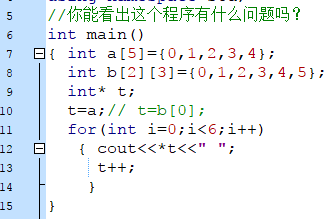 5 //你能看出这个程序有什么问题吗?
6 int main()
7 { int a[5]={0,1,2,3,4};
8 int b[2][3]={0,1,2,3,4,5};
9 int* t;
10 t=a;// t=b[0];
11 for(int i=0;i<6;i++)
12 { cout<<*t<<" ";
13 t++;
14 }
15 }